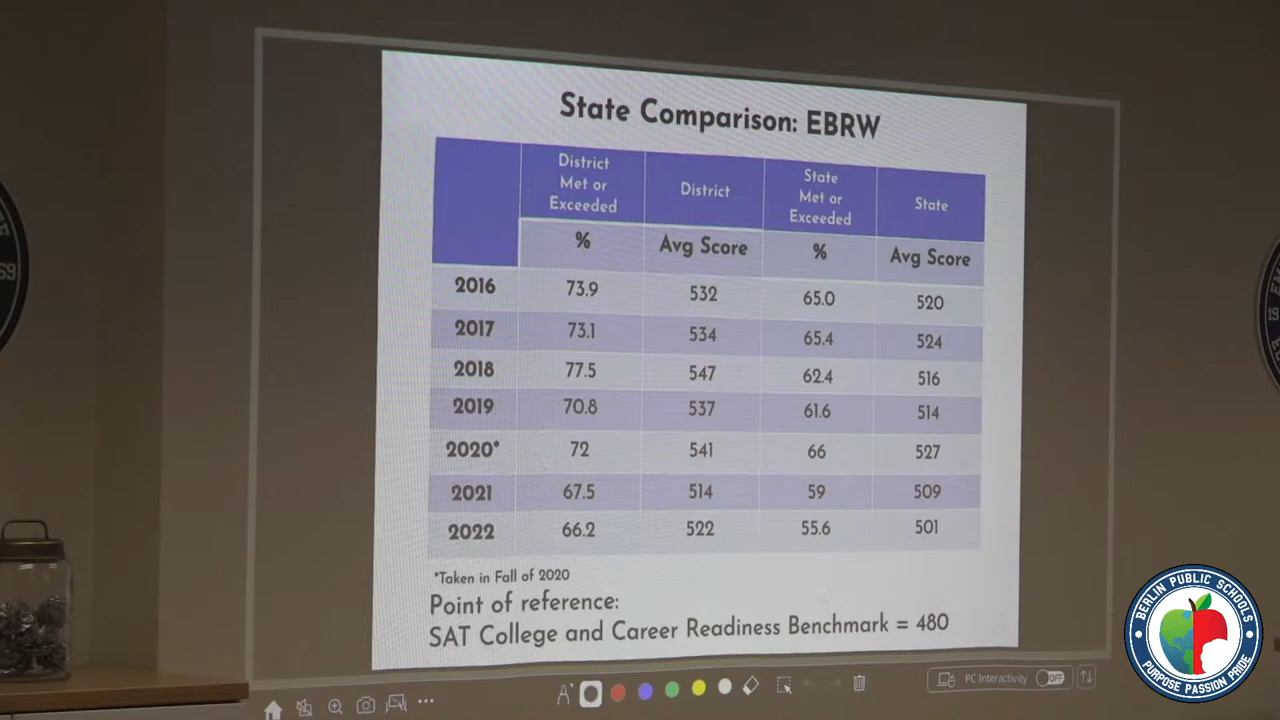 State Comparison: EBRW
District Met or Exceeded District State Met or Exceeded State
% Avg Score % Avg Score
2016 73.9 532 65.0 520
2017 73.1 534 65.4 524
2018 77.5 547 62.4 516
2019 70.8 537 61.6 514
2020* 72 541 66 527
2021 67.5 514 59 509
2022 66.2 522 55.6 501
*Taken in Fall of 2020
Point of reference:
SAT College and Career Readiness Benchmark = 480
PC Interactivity OFF
BERLIN PUBLIC SCHOOLS
PURPOSE PASSION PRIDE